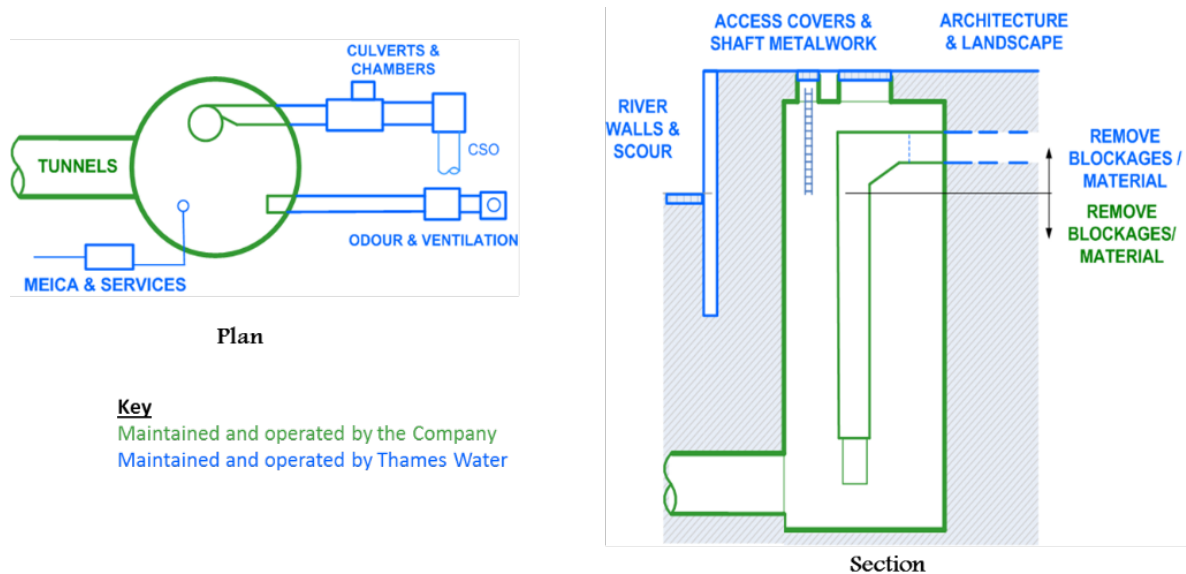 CULVERTS &
CHAMBERS
TUNNELS
CSO
ODOUR & VENTILATION
MEICA & SERVICES
Plan
Key
Maintained and operated by the Company
Maintained and operated by Thames Water
ACCESS COVERS &
SHAFT METALWORK
ARCHITECTURE
& LANDSCAPE
RIVER
WALLS &
SCOUR
REMOVE
BLOCKAGES /
MATERIAL
REMOVE
BLOCKAGES/
MATERIAL
Section